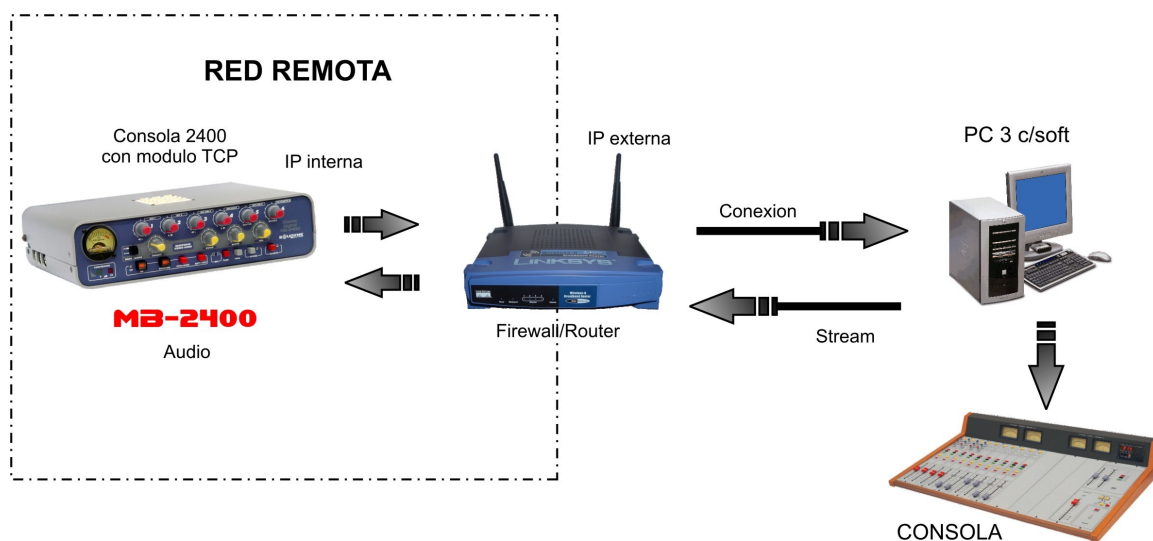 RED REMOTA
Consola 2400
con modulo TCP
IP interna
IP externa
PC 3 c/soft
Conexion
LINKSYS
MB-2400
Audio
Firewall/Router
Stream
CONSOLA